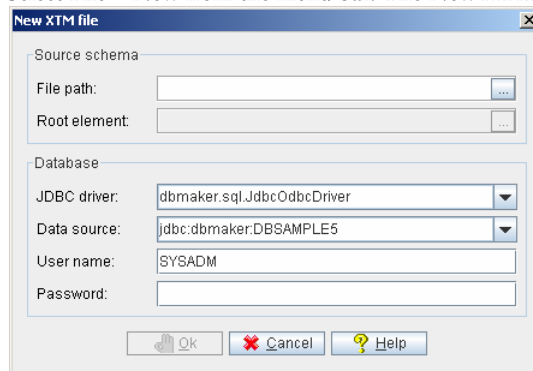 New XTM file
Source schema
File path:
...
Root element:
...
Database
JDBC driver: dbmaker.sql.JdbcOdbcDriver
Data source: jdbc:dbmaker:DBSAMPLE5
User name: SYSADM
Password:
Ok Cancel Help